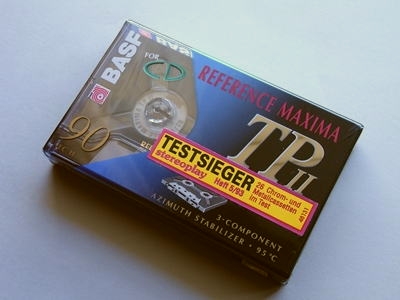 BASF
FOR
CD
REFERENCE MAXIMA
TP II
90
TESTSIEGER
stereoplay Heft 5/93
26 Chrom- und
Metallcassetten
im Test
3-COMPONENT
AZIMUTH STABILIZER • 95°C